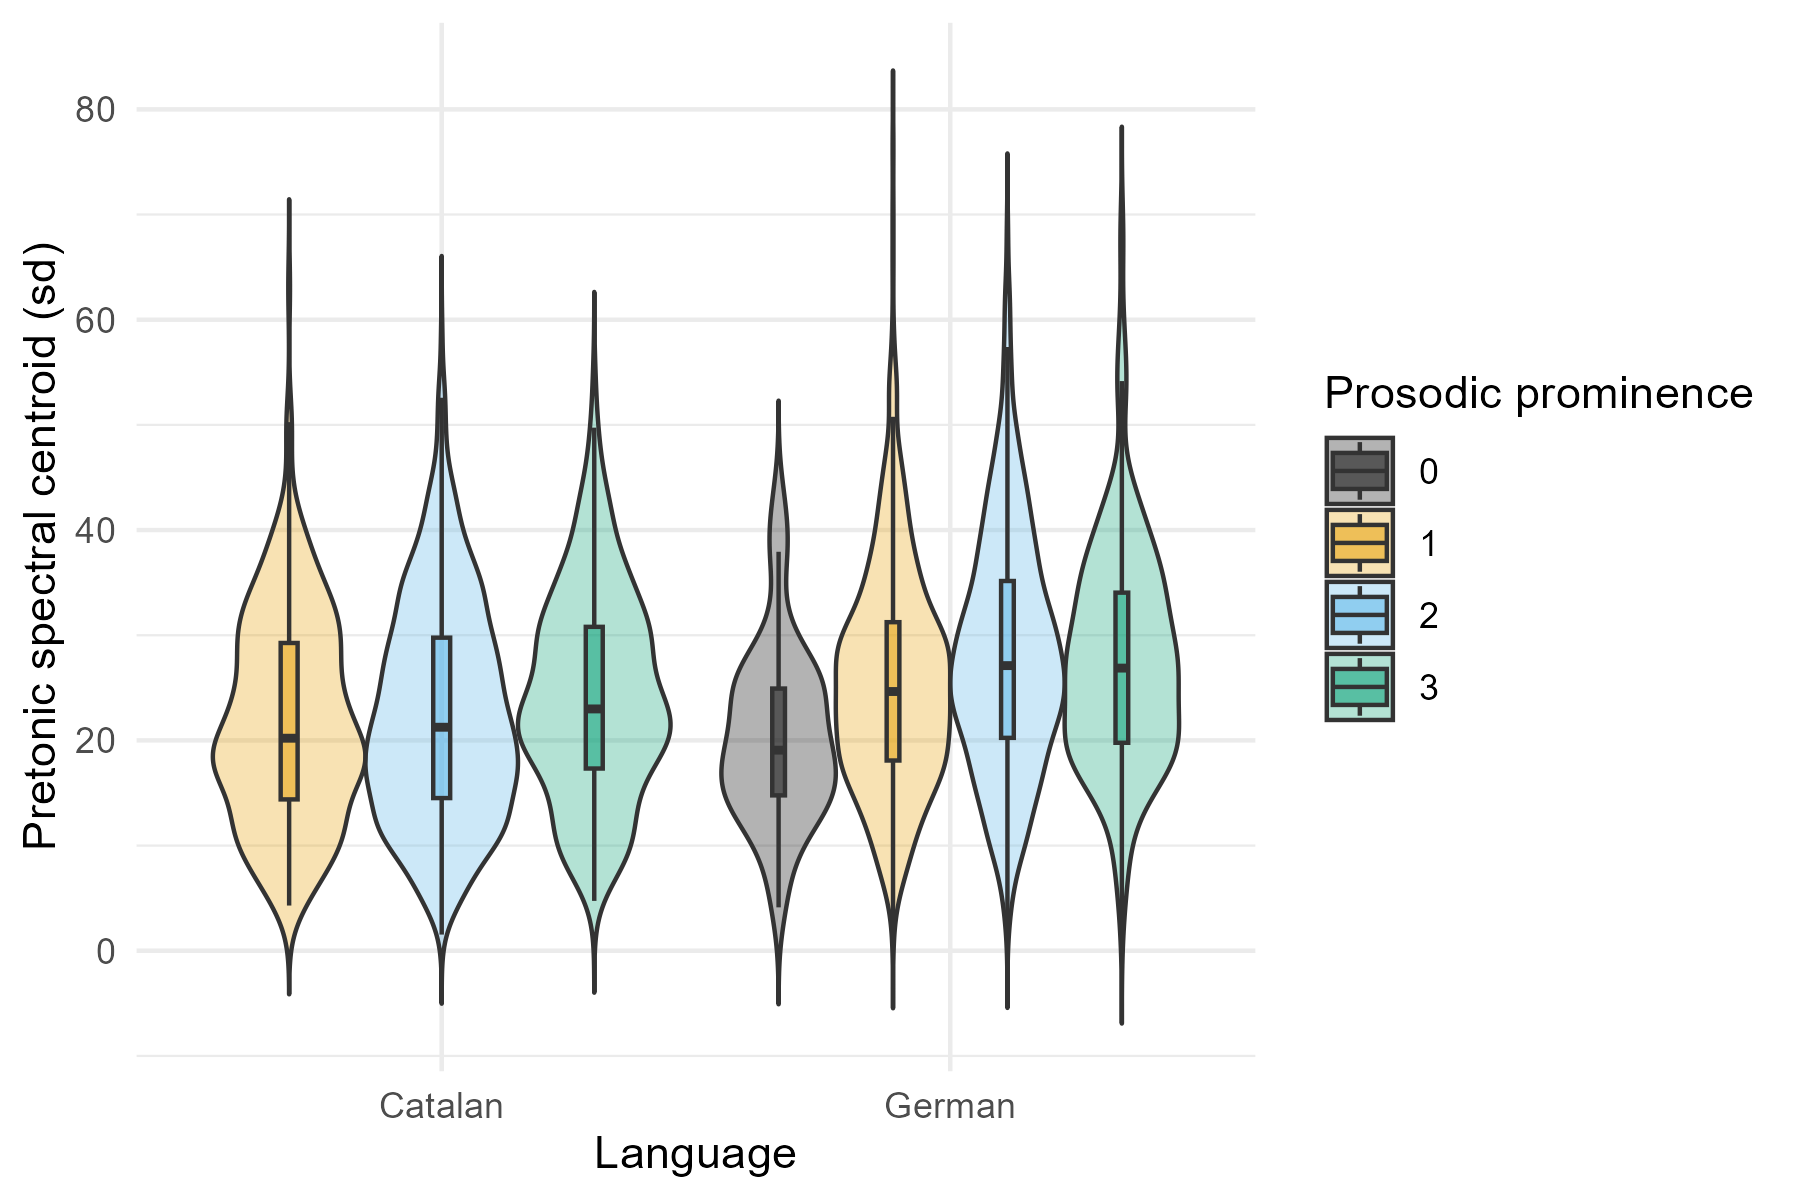 Pretonic spectral centroid (sd)
80
60
40
20
0
Catalan
German
Language
Prosodic prominence
0
1
2
3